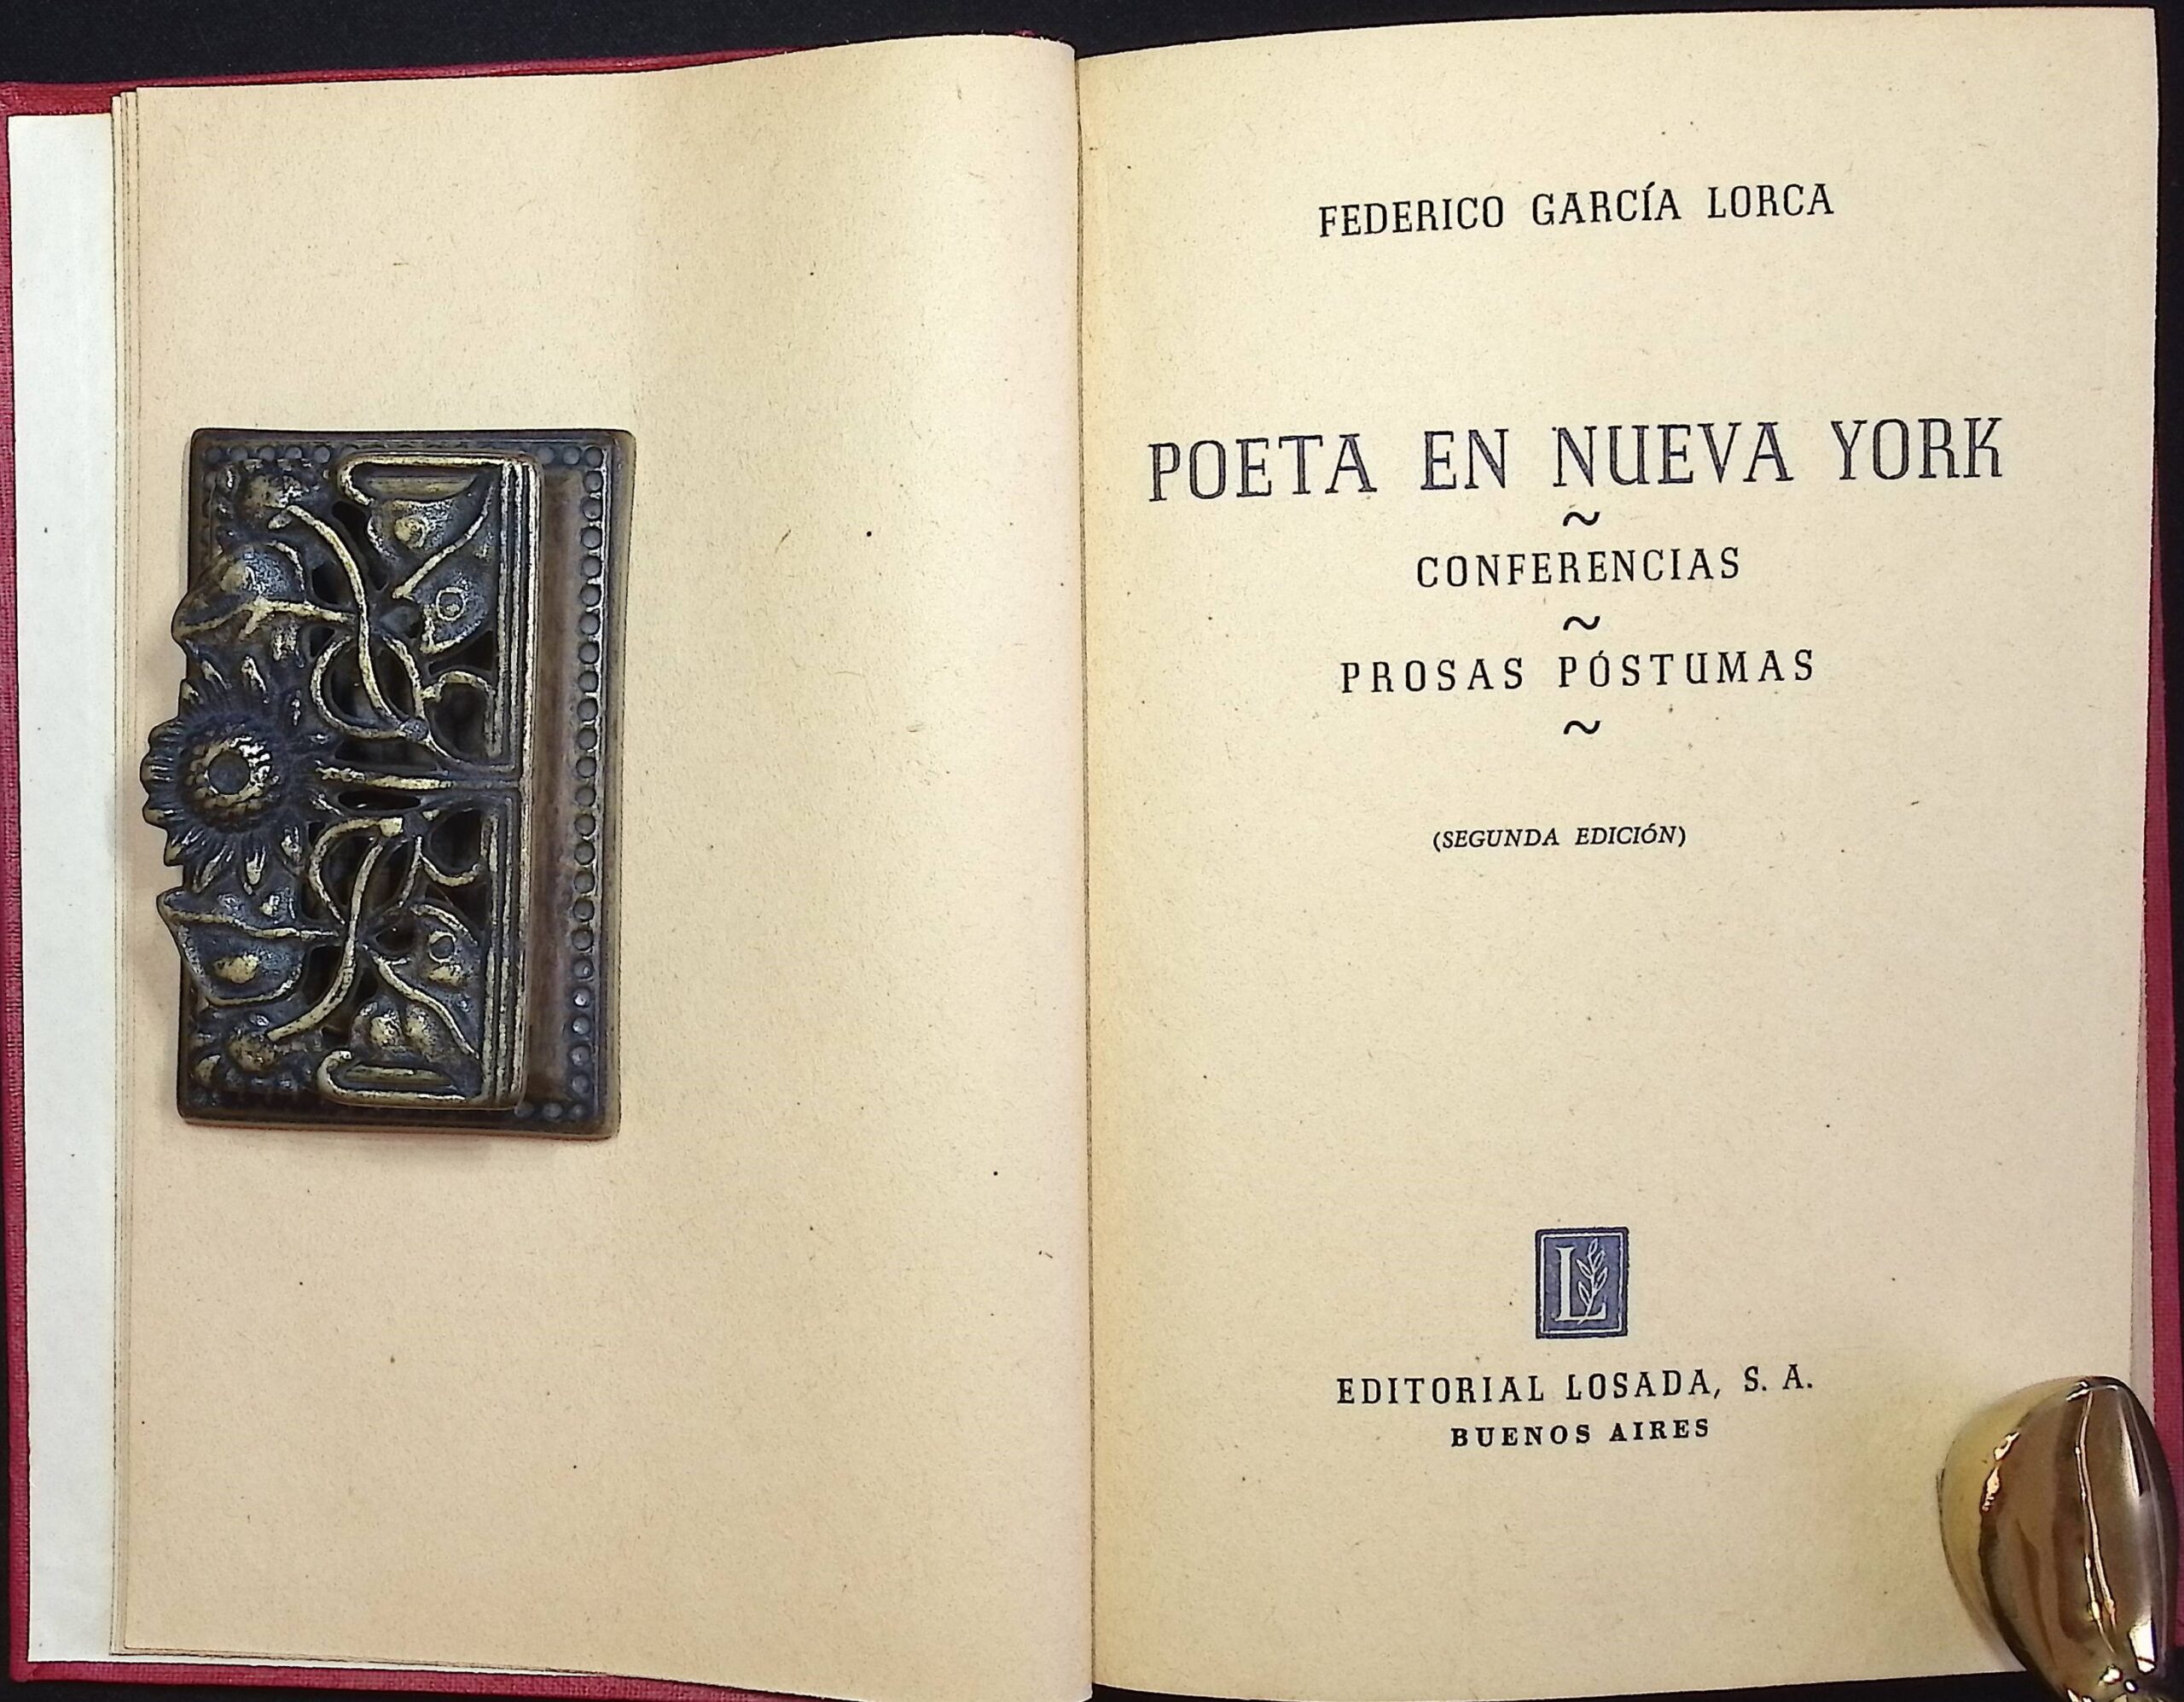 FEDERICO GARCÍA LORCA
POETA EN NUEVA YORK
~
CONFERENCIAS
~
PROSAS PÓSTUMAS
~
(SEGUNDA EDICIÓN)
L
EDITORIAL LOSADA, S. A.
BUENOS AIRES